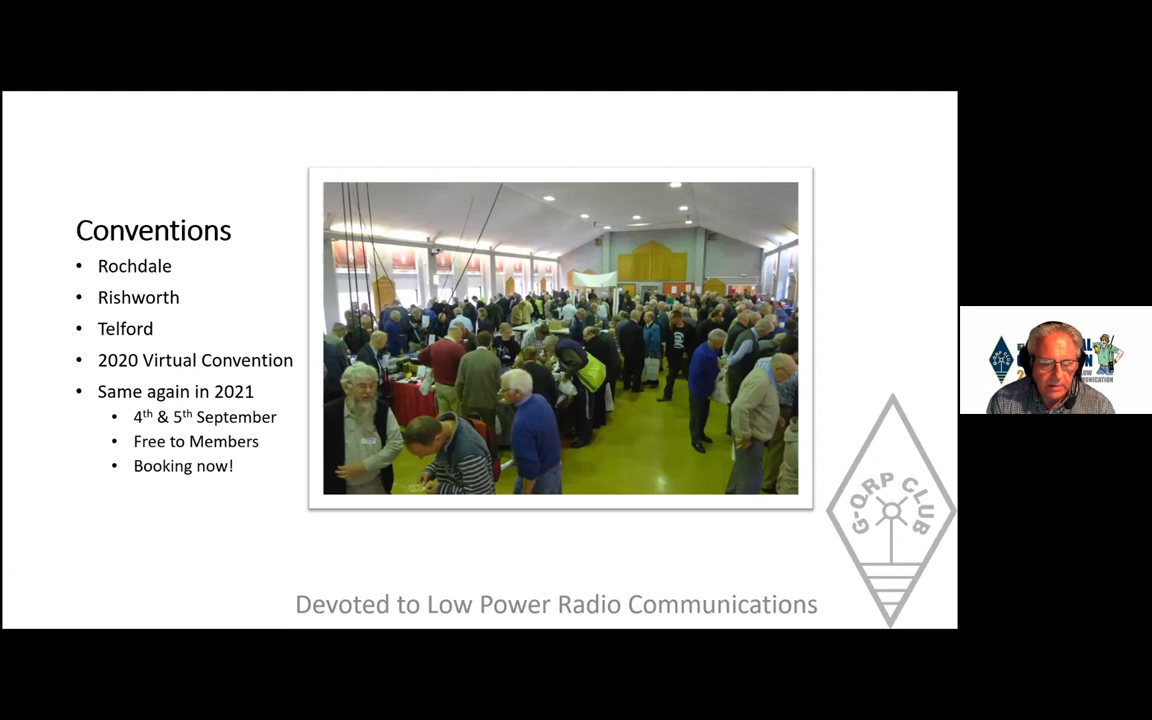 Conventions
• Rochdale
• Rishworth
• Telford
• 2020 Virtual Convention
• Same again in 2021
• 4th & 5th September
• Free to Members
• Booking now!
G-QRP CLUB
Devoted to Low Power Radio Communications